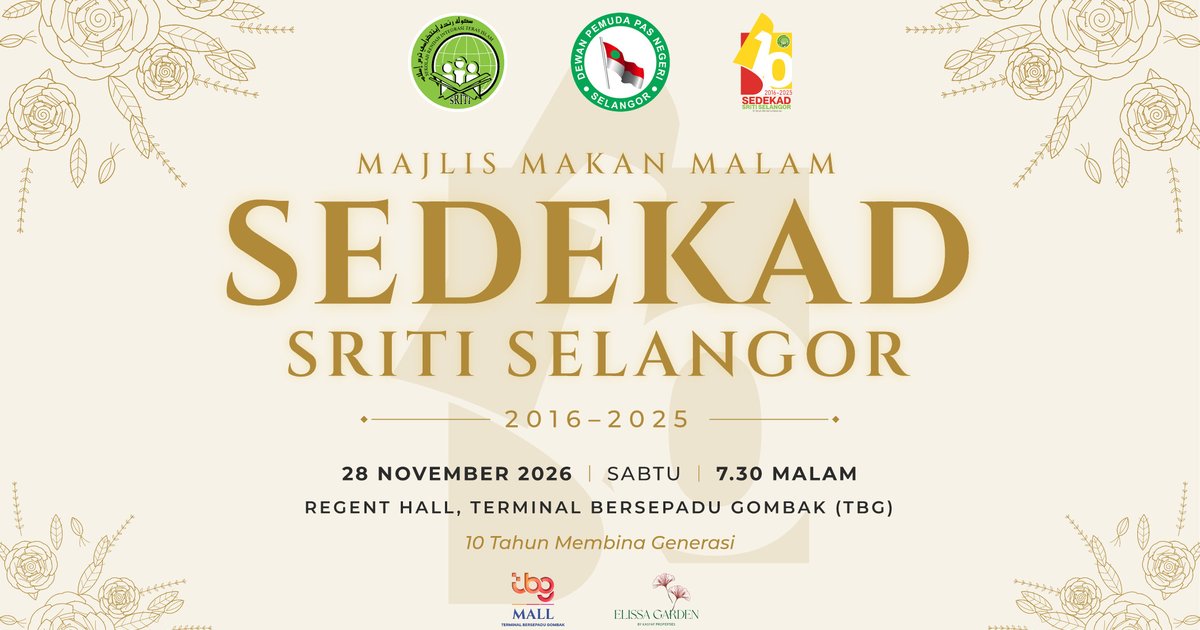 SRITI
DEWAN PEMUDA PAS NEGERI
SELANGOR
2016-2025
SEDEKAD
SRITI SELANGOR
MAJLIS MAKAN MALAM
SEDEKAD
SRITI SELANGOR
2016–2025
28 NOVEMBER 2026 | SABTU | 7.30 MALAM
REGENT HALL, TERMINAL BERSEPADU GOMBAK (TBG)
10 Tahun Membina Generasi
tbg
MALL
TERMINAL BERSEPADU GOMBAK
ELISSA GARDEN